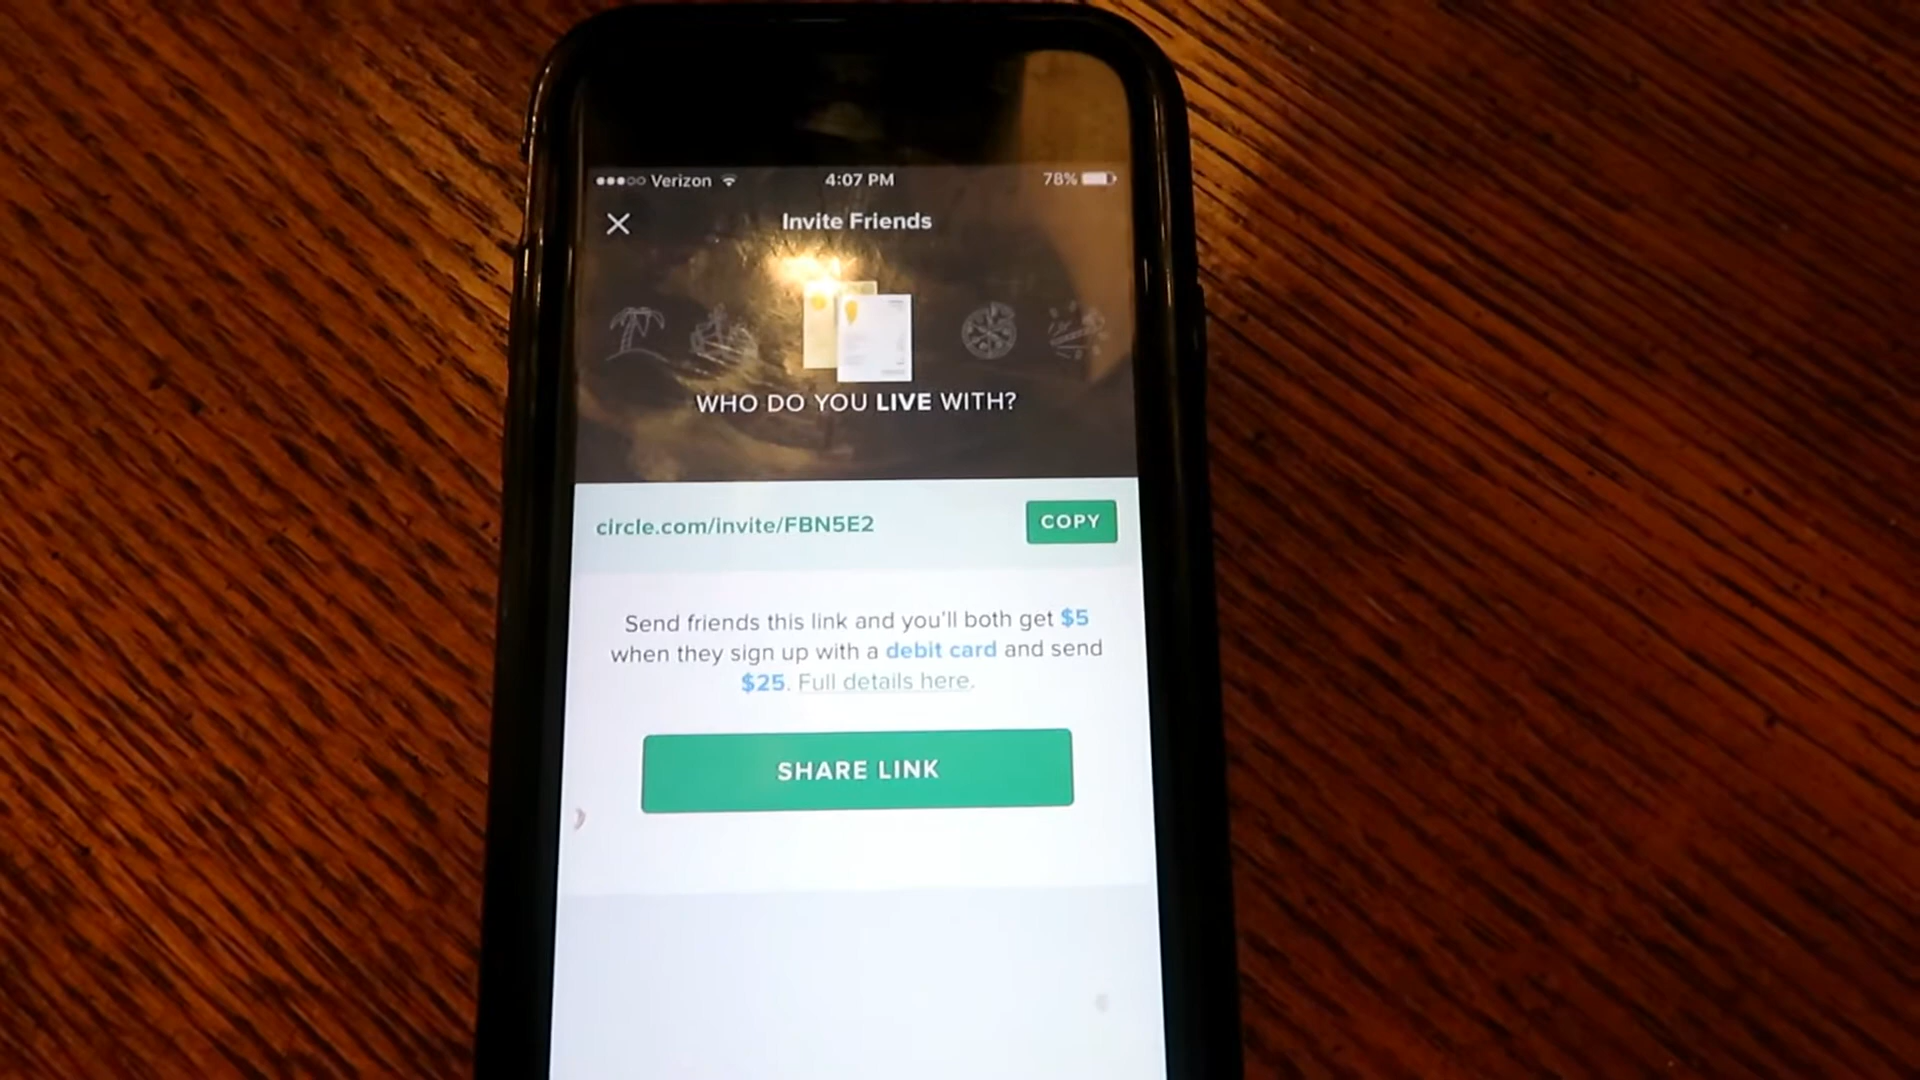 Verizon 4:07 PM 78%
Invite Friends
WHO DO YOU LIVE WITH?
circle.com/invite/FBN5E2 COPY
Send friends this link and you'll both get $5
when they sign up with a debit card and send
$25. Full details here.
SHARE LINK